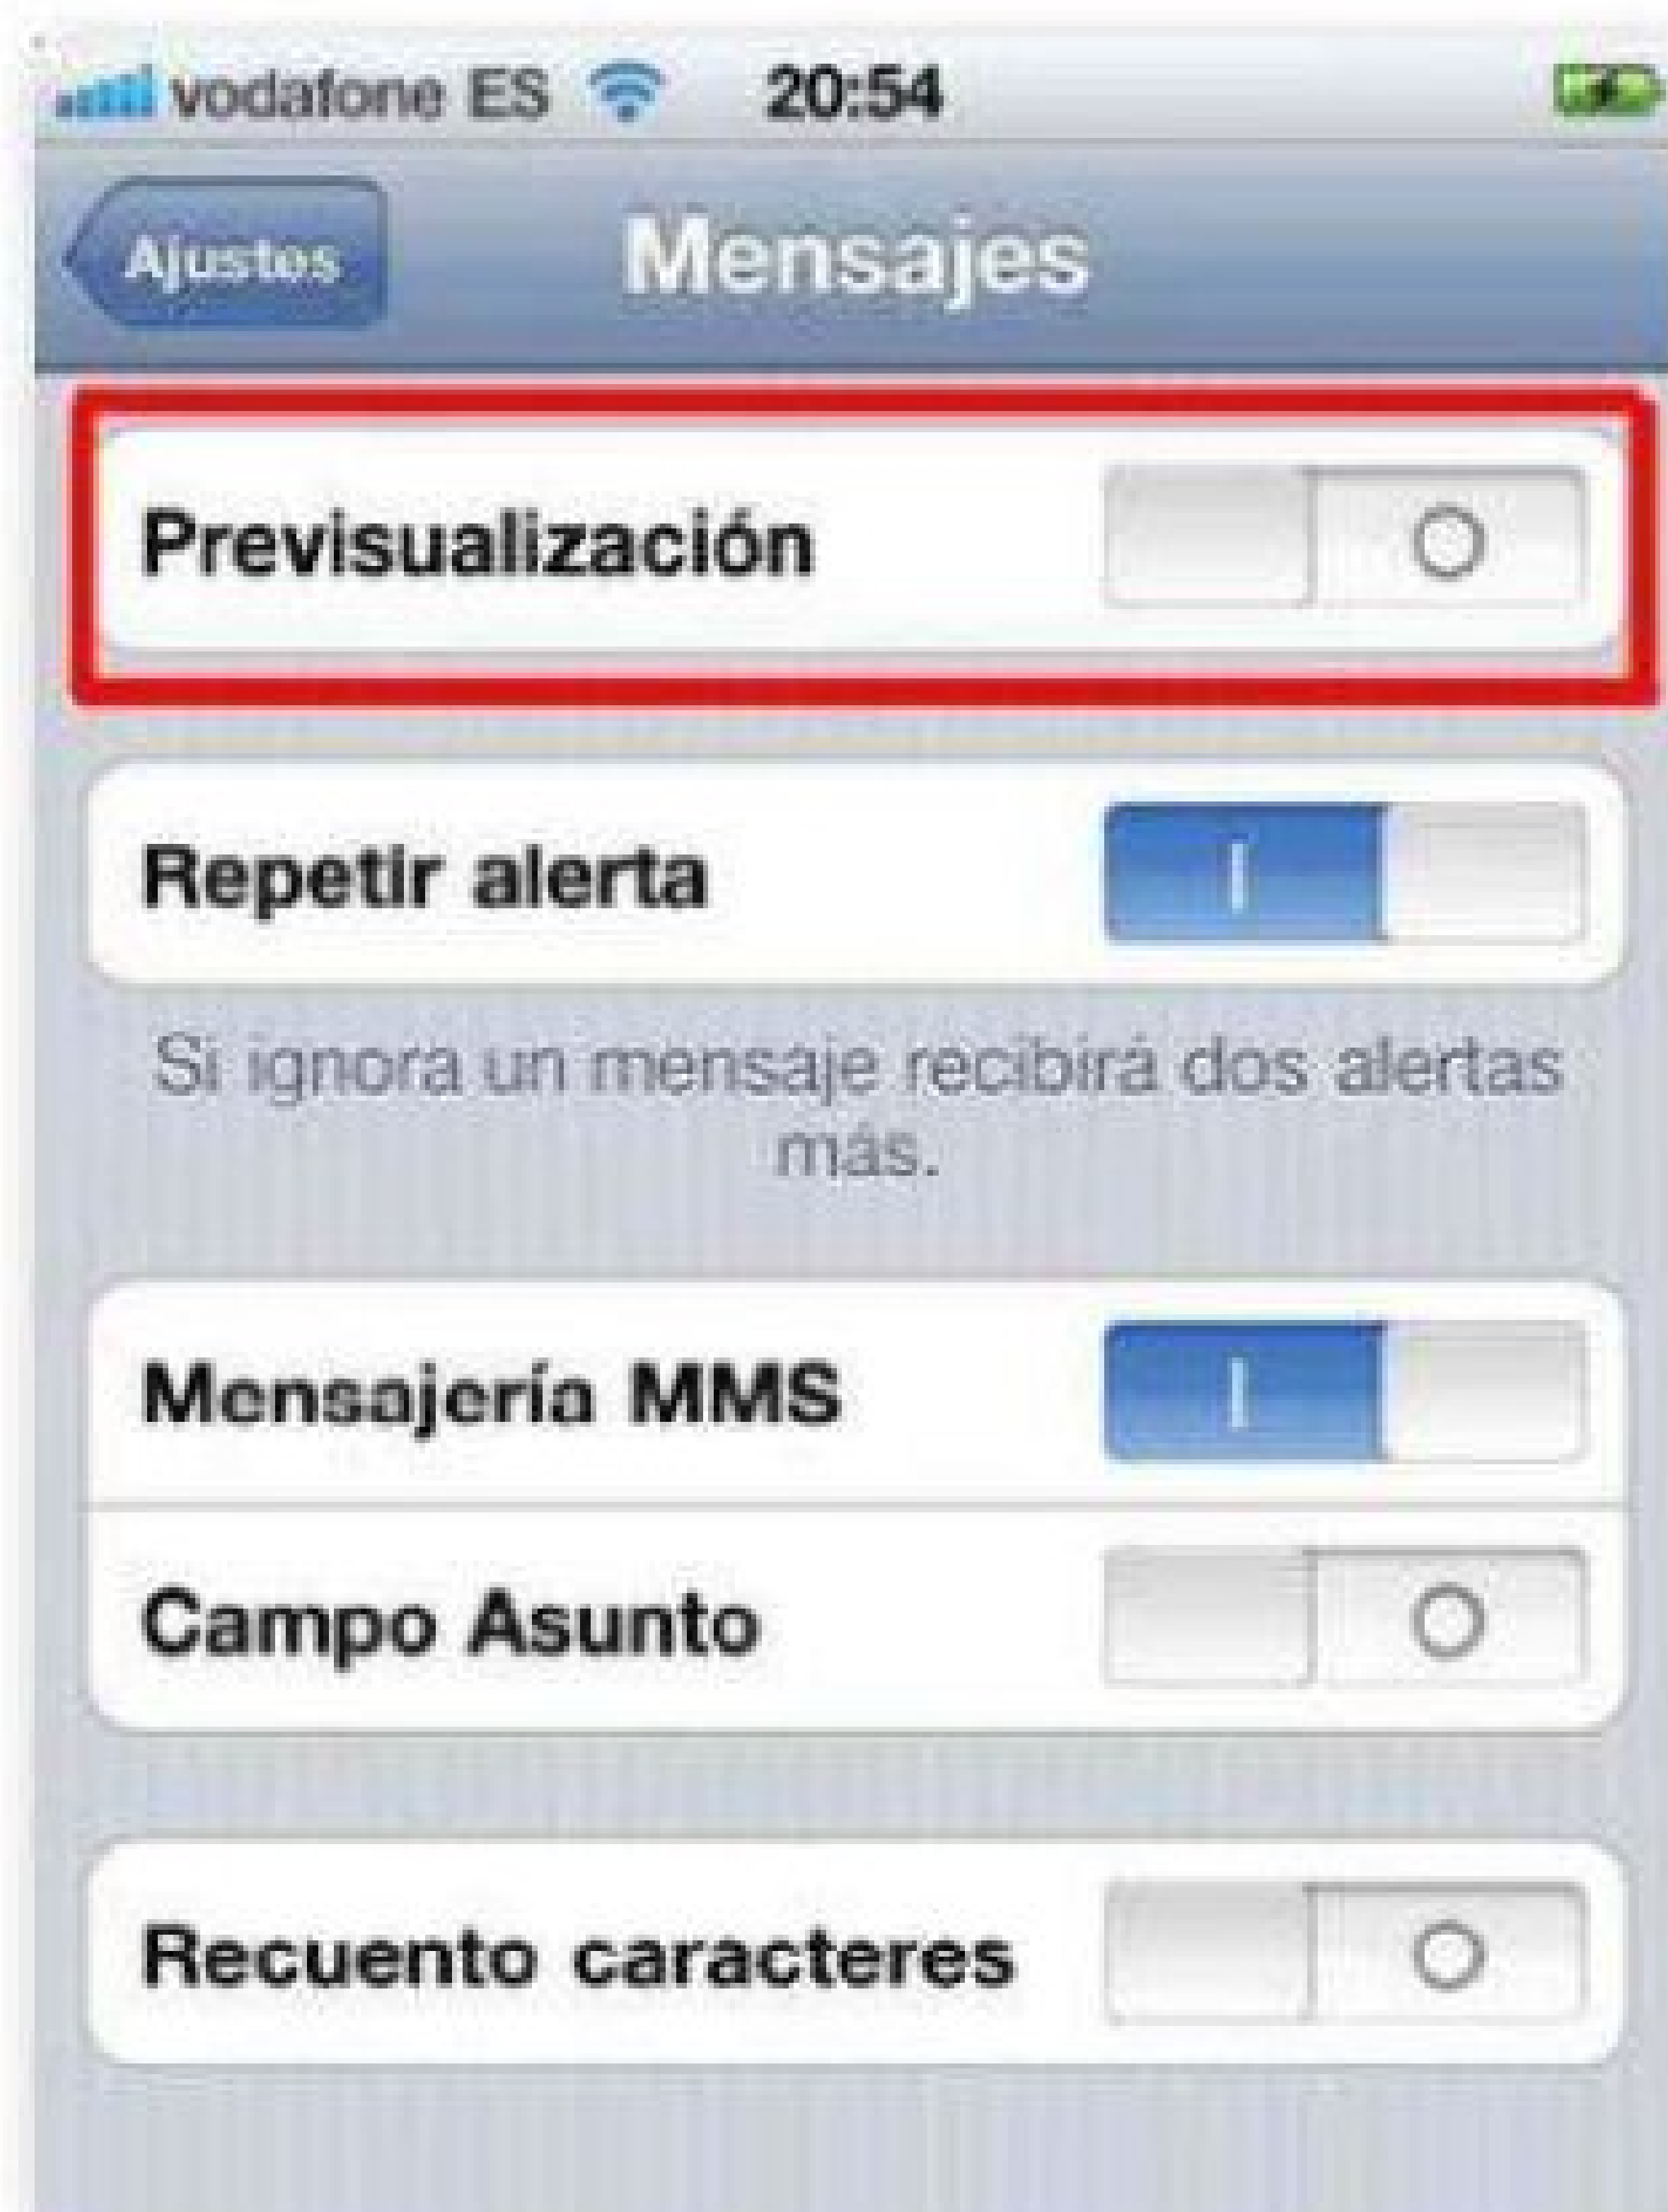 vodafone ES 20:54
Ajustes
Mensajes
Previsualización
Repetir alerta
Si ignora un mensaje recibirá dos alertas
más.
Mensajería MMS
Campo Asunto
Recuento caracteres